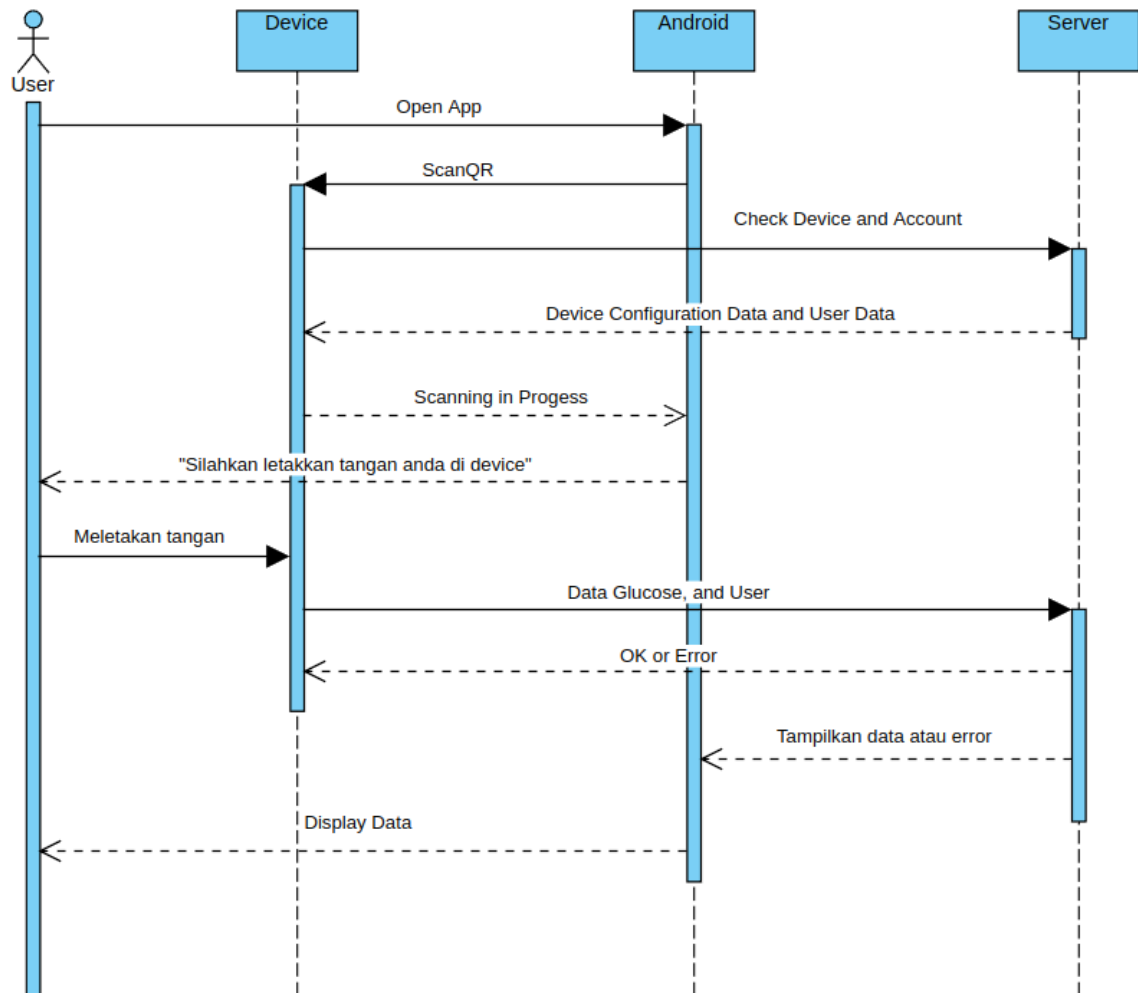 Device
Android
Server
User
Open App
ScanQR
Check Device and Account
Device Configuration Data and User Data
Scanning in Progess
"Silahkan letakkan tangan anda di device"
Meletakan tangan
Data Glucose, and User
OK or Error
Tampilkan data atau error
Display Data